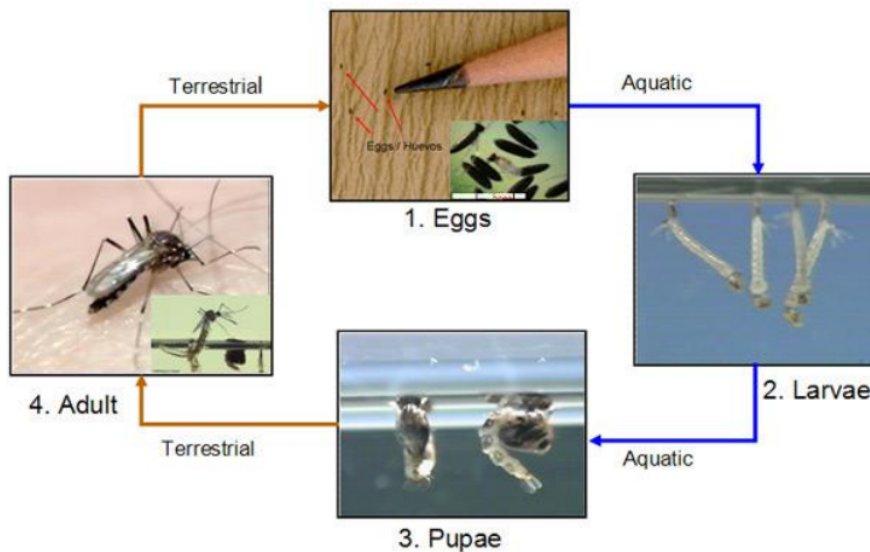 Terrestrial
Aquatic
Eggs / Huevos
1. Eggs
2. Larvae
4. Adult
Terrestrial
Aquatic
3. Pupae